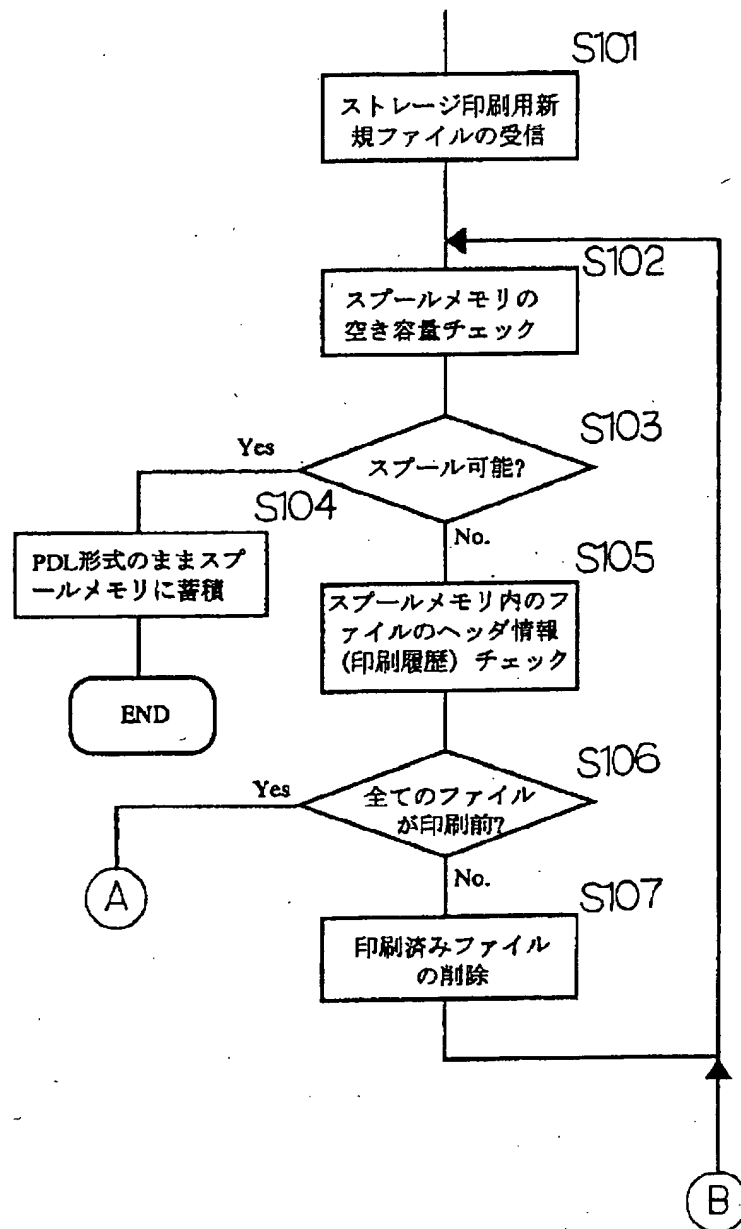 S101
ストレージ印刷用新
規ファイルの受信
S102
スプールメモリの
空き容量チェック
S103
Yes
スプール可能?
S104
No.
PDL形式のままスプ
ールメモリに蓄積
S105
スプールメモリ内のフ
ァイルのヘッダ情報
(印刷履歴) チェック
END
S106
Yes
全てのファイル
が印刷前?
A
No.
S107
印刷済みファイル
の削除
B